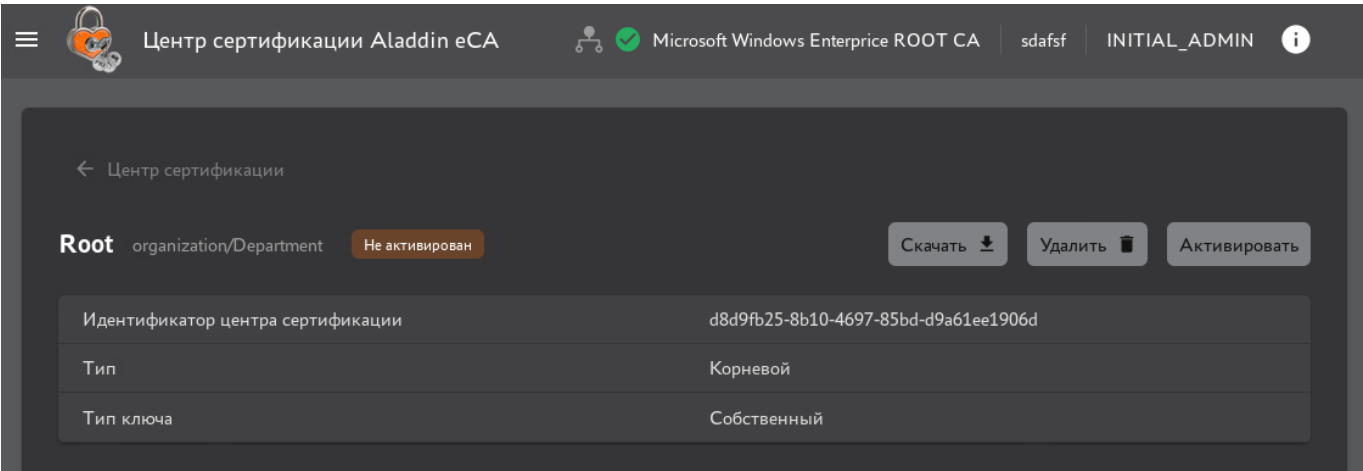 Центр сертификации Aladdin eCA Microsoft Windows Enterprice ROOT CA sdafsf INITIAL_ADMIN i
Центр сертификации
Root organization/Department Не активирован Скачать Удалить Активировать
Идентификатор центра сертификации d8d9fb25-8b10-4697-85bd-d9a61ee1906d
Тип Корневой
Тип ключа Собственный